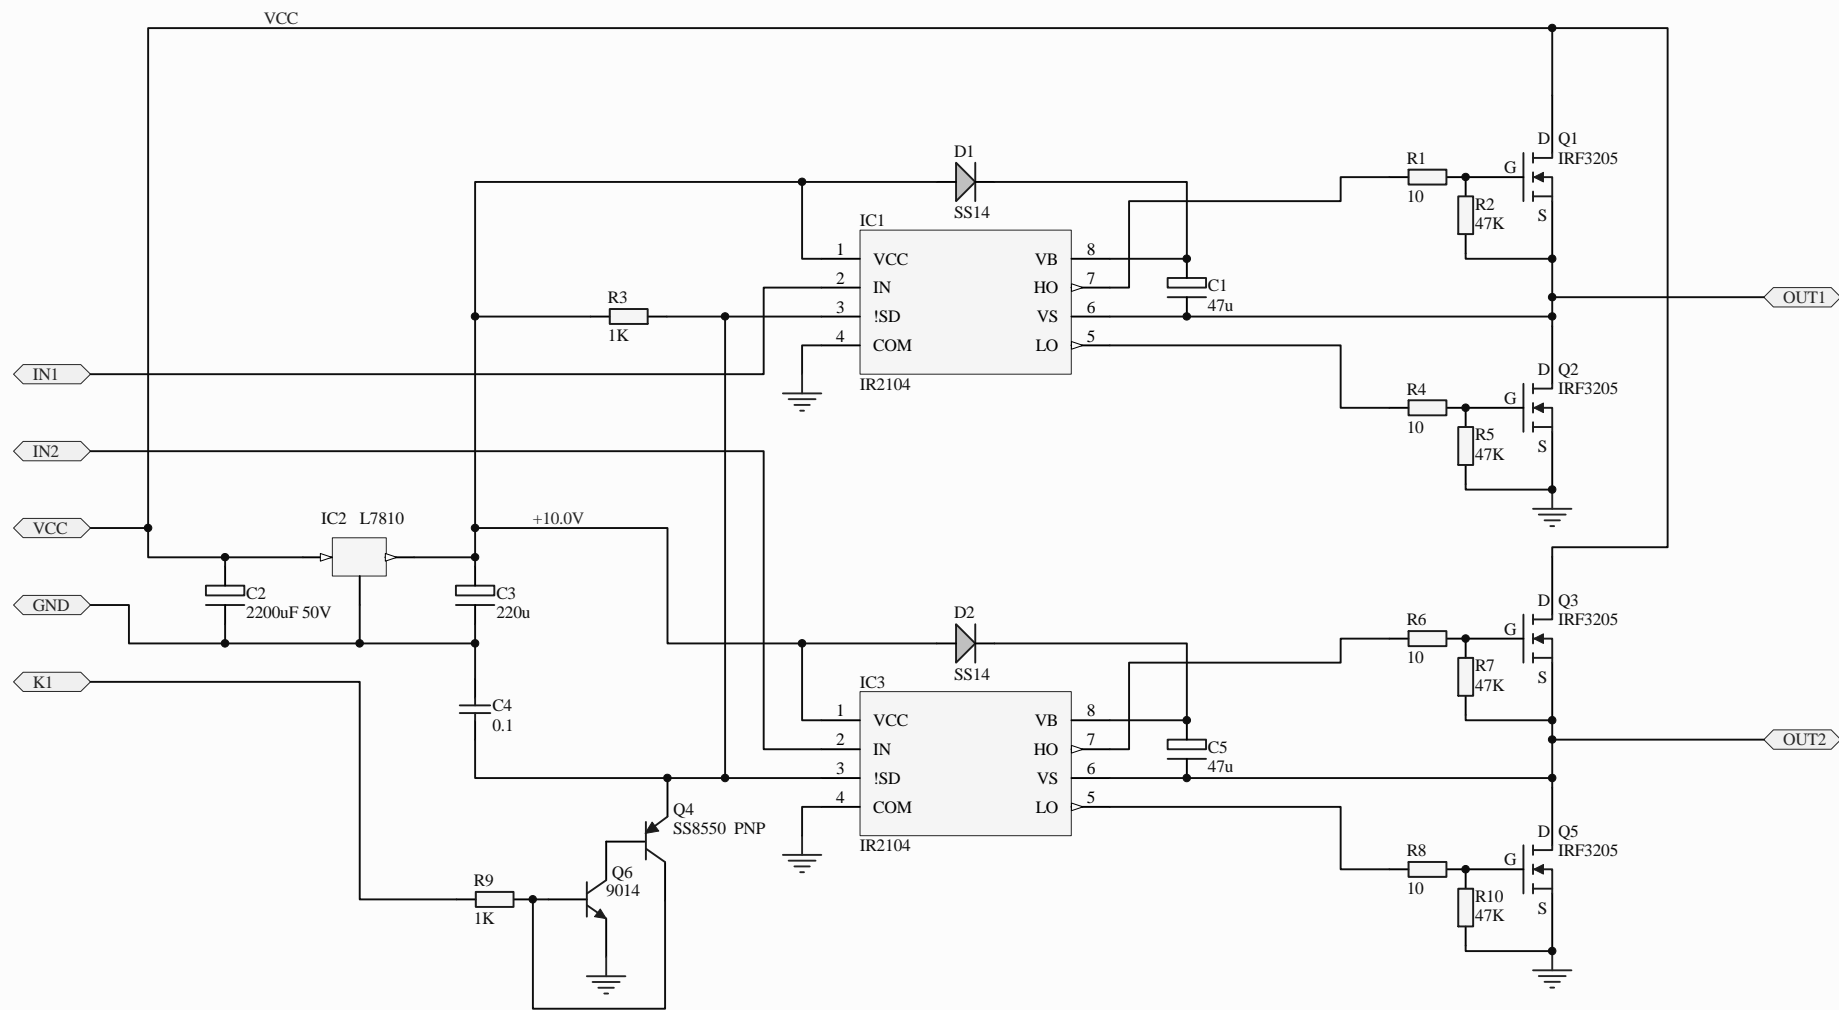 VCC
D1
SS14
IC1
1
VCC
2
IN
3
!SD
4
COM
VB
8
HO
7
VS
6
LO
5
IR2104
C1
47u
R1
10
R2
47K
D
Q1
IRF3205
G
S
OUT1
R3
1K
IN1
IN2
R4
10
R5
47K
D
Q2
IRF3205
G
S
VCC
IC2 L7810
+10.0V
C2
2200uF 50V
C3
220u
GND
K1
C4
0.1
D2
SS14
IC3
1
VCC
2
IN
3
!SD
4
COM
VB
8
HO
7
VS
6
LO
5
IR2104
C5
47u
R6
10
R7
47K
D
Q3
IRF3205
G
S
OUT2
Q4
SS8550 PNP
Q6
9014
R9
1K
R8
10
R10
47K
D
Q5
IRF3205
G
S